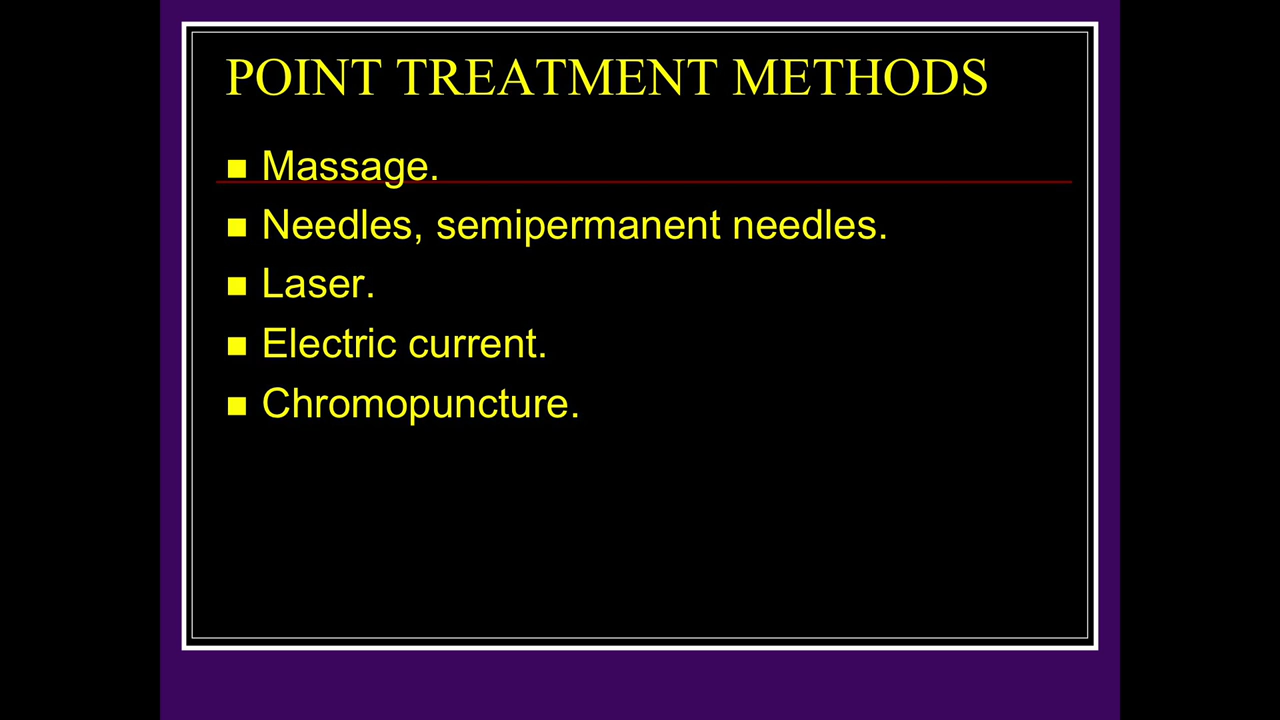 POINT TREATMENT METHODS
Massage.
Needles, semipermanent needles.
Laser.
Electric current.
Chromopuncture.